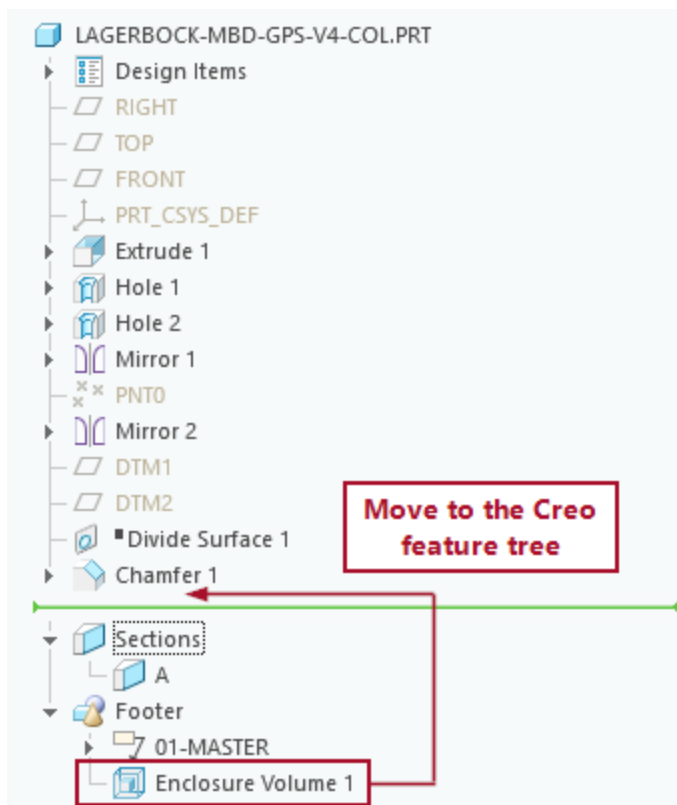 LAGERBOCK-MBD-GPS-V4-COL.PRT
Design Items
RIGHT
TOP
FRONT
PRT_CSYS_DEF
Extrude 1
Hole 1
Hole 2
Mirror 1
PNT0
Mirror 2
DTM1
DTM2
Divide Surface 1
Chamfer 1
Move to the Creo
feature tree
Sections
A
Footer
01-MASTER
Enclosure Volume 1